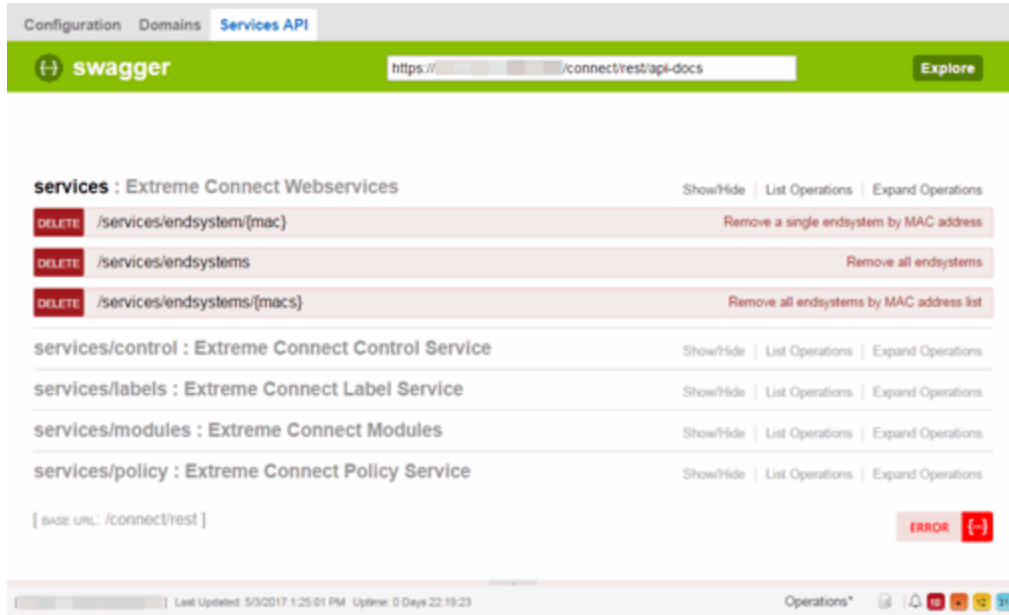 Configuration Domains Services API
swagger https:// /connect/rest/api-docs Explore
services : Extreme Connect Webservices Show/Hide | List Operations | Expand Operations
DELETE /services/endsystem/{mac} Remove a single endsystem by MAC address
DELETE /services/endsystems Remove all endsystems
DELETE /services/endsystems/{macs} Remove all endsystems by MAC address list
services/control : Extreme Connect Control Service Show/Hide | List Operations | Expand Operations
services/labels : Extreme Connect Label Service Show/Hide | List Operations | Expand Operations
services/modules : Extreme Connect Modules Show/Hide | List Operations | Expand Operations
services/policy : Extreme Connect Policy Service Show/Hide | List Operations | Expand Operations
[ BASE URL: /connect/rest ] ERROR {...}
[ ] Last Updated: 5/3/2017 1:25:01 PM Uptime: 0 Days 22:19:23 Operations* 12 31